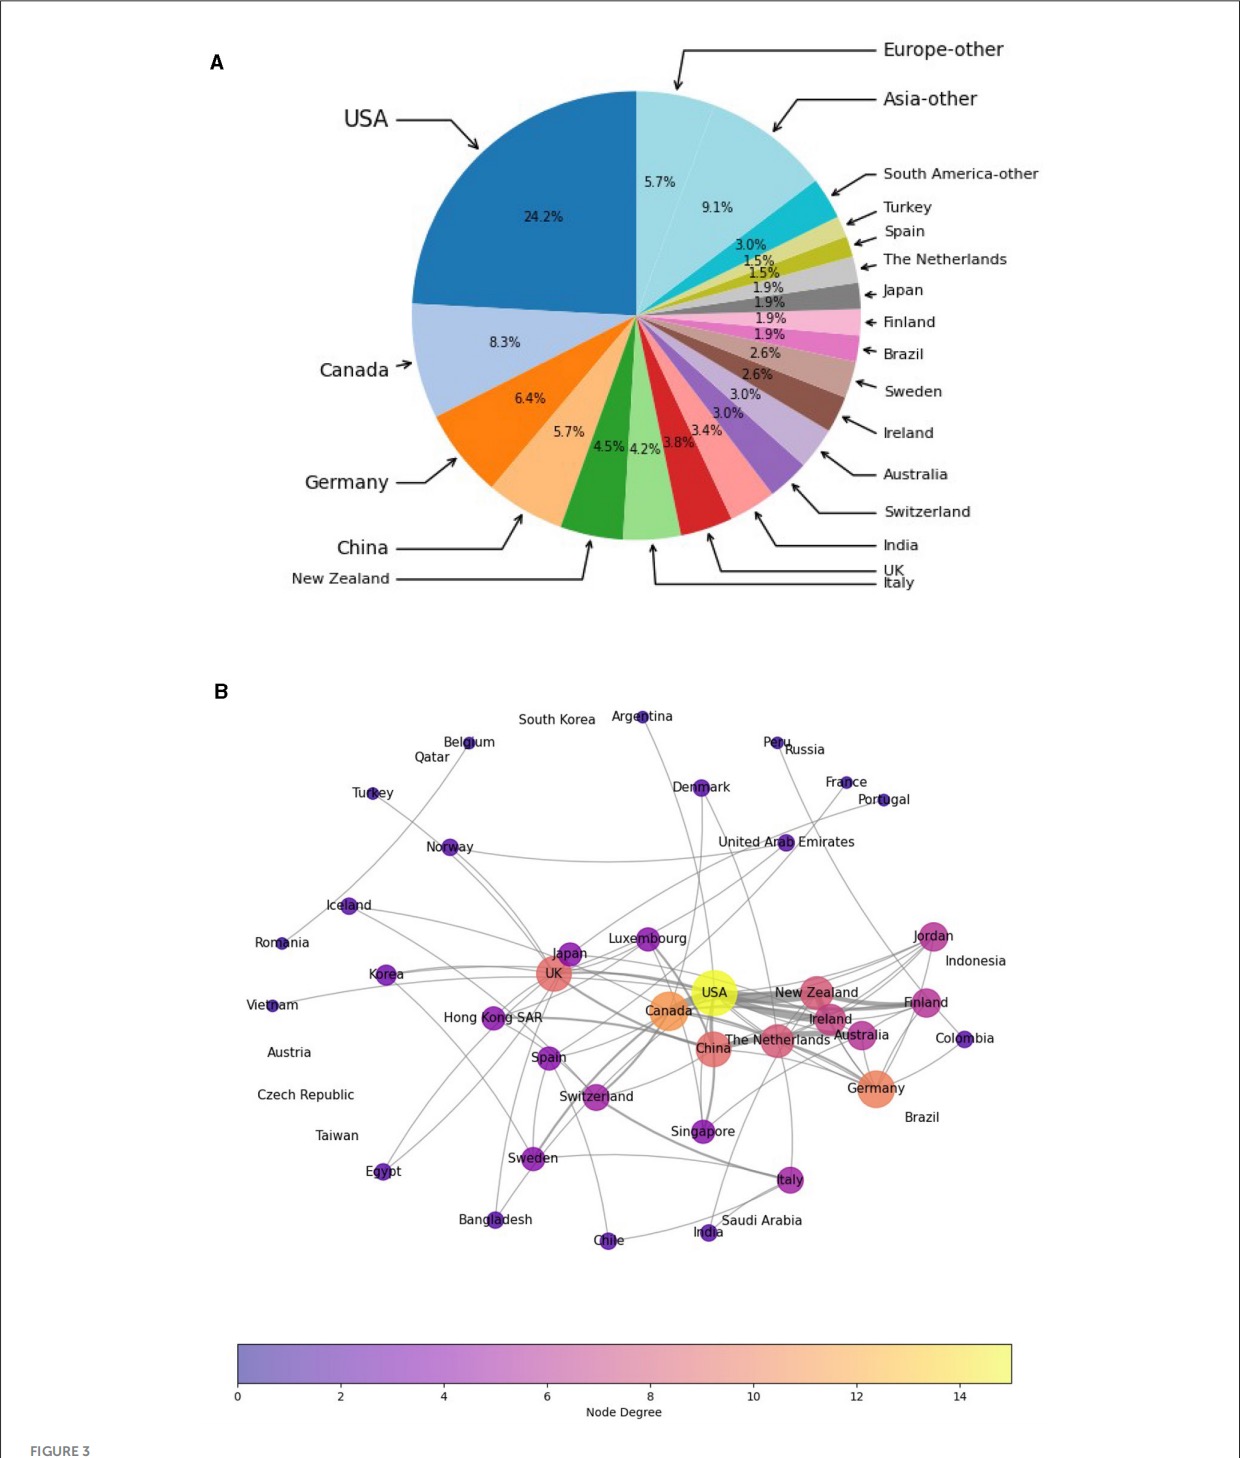 A
Europe-other
Asia-other
USA
South America-other
Turkey
Spain
The Netherlands
Japan
Finland
Brazil
Sweden
Ireland
Australia
Switzerland
India
UK
Italy
Canada
Germany
China
New Zealand
5.7%
9.1%
24.2%
3.0%
1.5%
1.5%
1.9%
1.9%
1.9%
1.9%
2.6%
2.6%
3.0%
3.0%
3.4%
3.8%
4.2%
4.5%
5.7%
6.4%
8.3%
B
South Korea
Argentina
Belgium
Qatar
Peru
Russia
Turkey
Denmark
France
Portugal
Norway
United Arab Emirates
Iceland
Romania
Japan
Luxembourg
Jordan
Indonesia
Korea
UK
USA
New Zealand
Vietnam
Hong Kong SAR
Canada
Ireland
Finland
Austria
Spain
China
The Netherlands
Australia
Colombia
Czech Republic
Switzerland
Germany
Brazil
Taiwan
Singapore
Egypt
Sweden
Italy
Bangladesh
Chile
India
Saudi Arabia
0
2
4
6
8
10
12
14
Node Degree
FIGURE 3